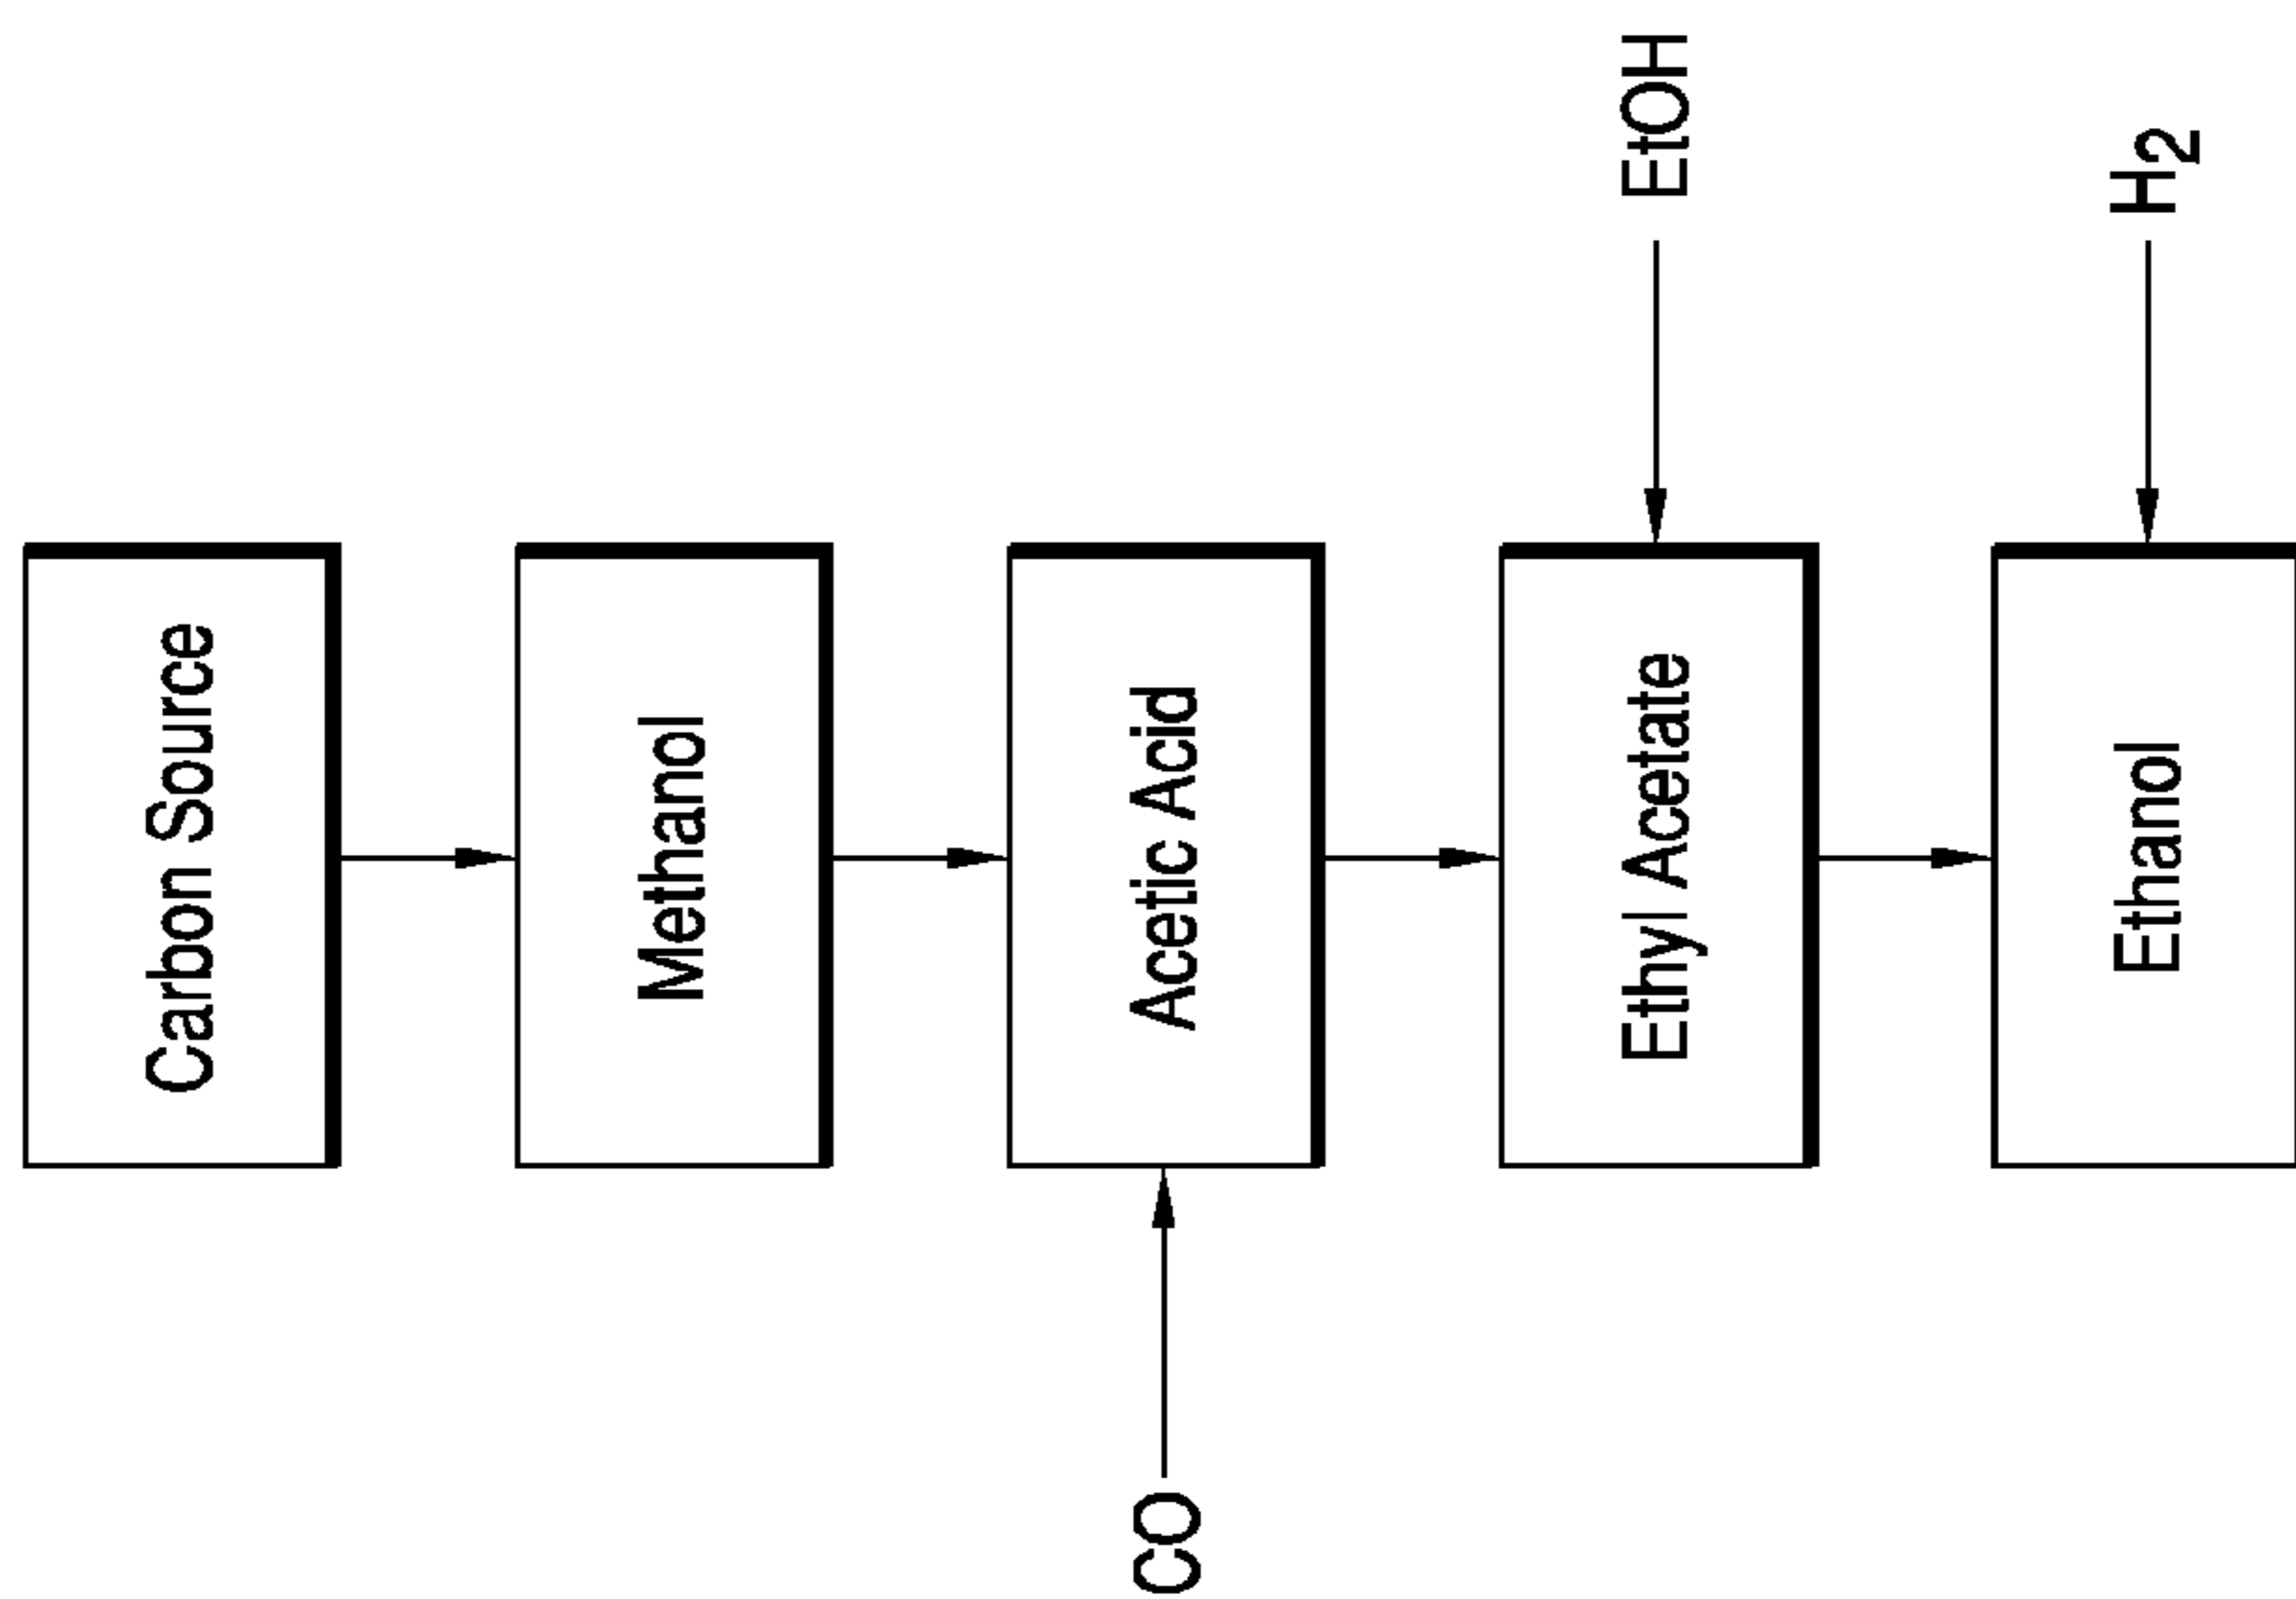 Carbon Source
Methanol
CO
Acetic Acid
EtOH
Ethyl Acetate
H2
Ethanol